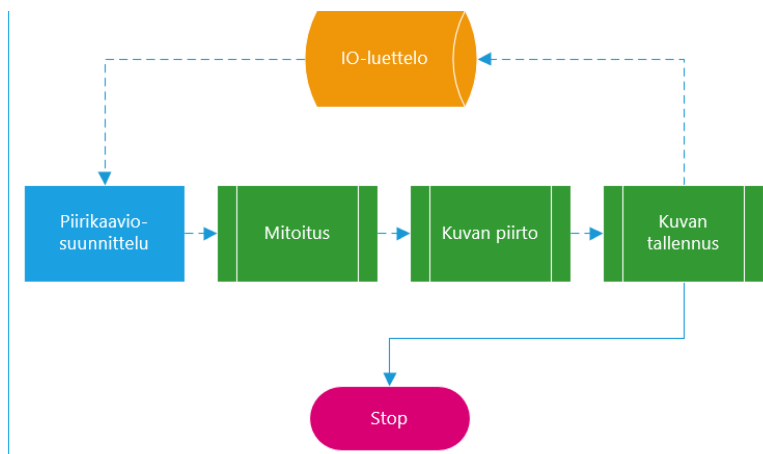 IO-luettelo
Piirikaavio-
suunnittelu
Mitoitus
Kuvan piirto
Kuvan
tallennus
Stop